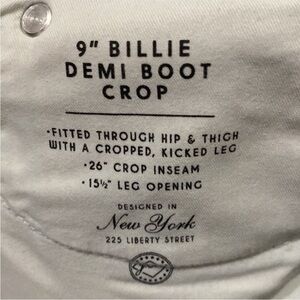 9" BILLIE
DEMI BOOT
CROP
•FITTED THROUGH HIP & THIGH
WITH A CROPPED, KICKED LEG
•26" CROP INSEAM
•15½" LEG OPENING
DESIGNED IN
New York
225 LIBERTY STREET